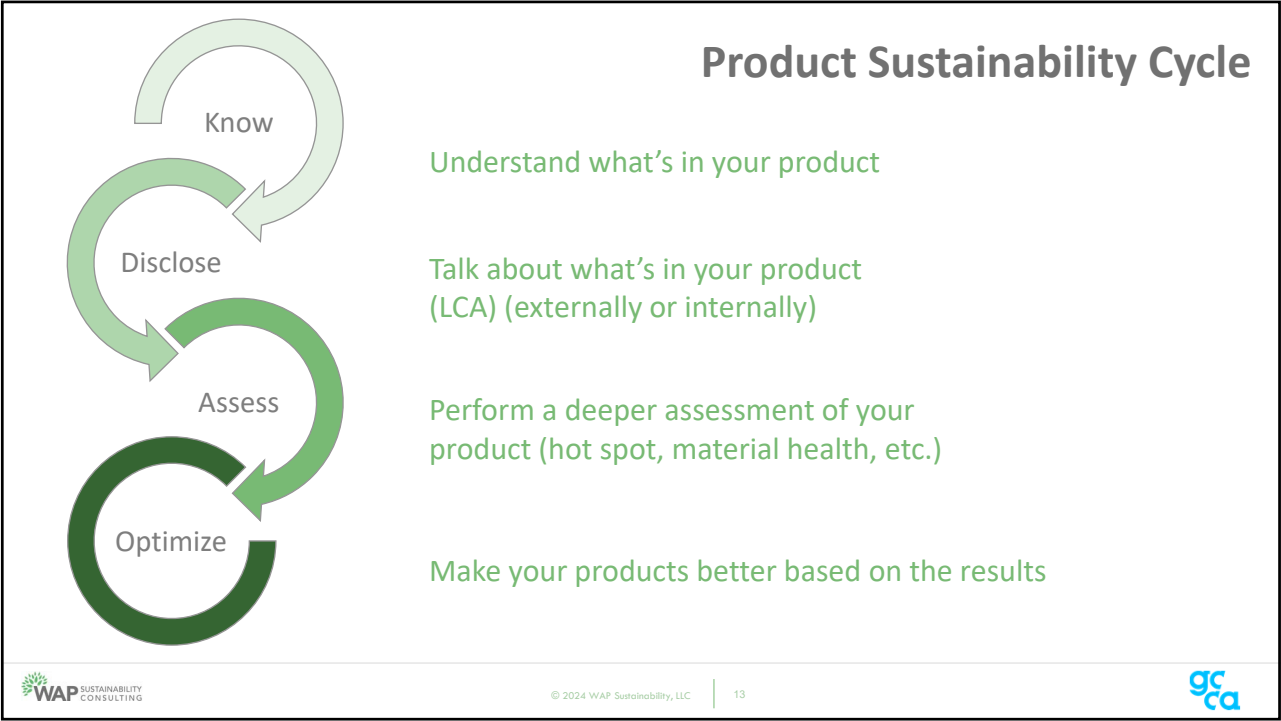 Product Sustainability Cycle
Know
Understand what’s in your product
Disclose
Talk about what’s in your product
(LCA) (externally or internally)
Assess
Perform a deeper assessment of your
product (hot spot, material health, etc.)
Optimize
Make your products better based on the results
WAP SUSTAINABILITY
CONSULTING
© 2024 WAP Sustainability, LLC
13
gc
ca